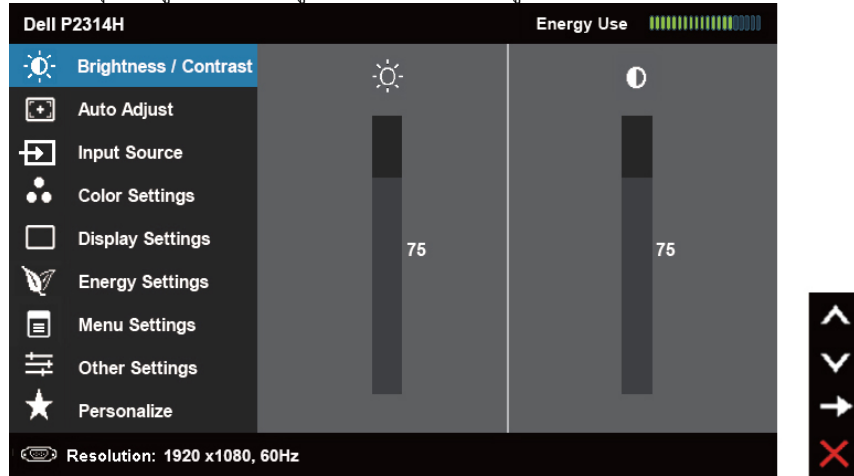 Dell P2314H
Energy Use
Brightness / Contrast
Auto Adjust
Input Source
Color Settings
Display Settings
Energy Settings
Menu Settings
Other Settings
Personalize
75
75
Resolution: 1920 x1080, 60Hz